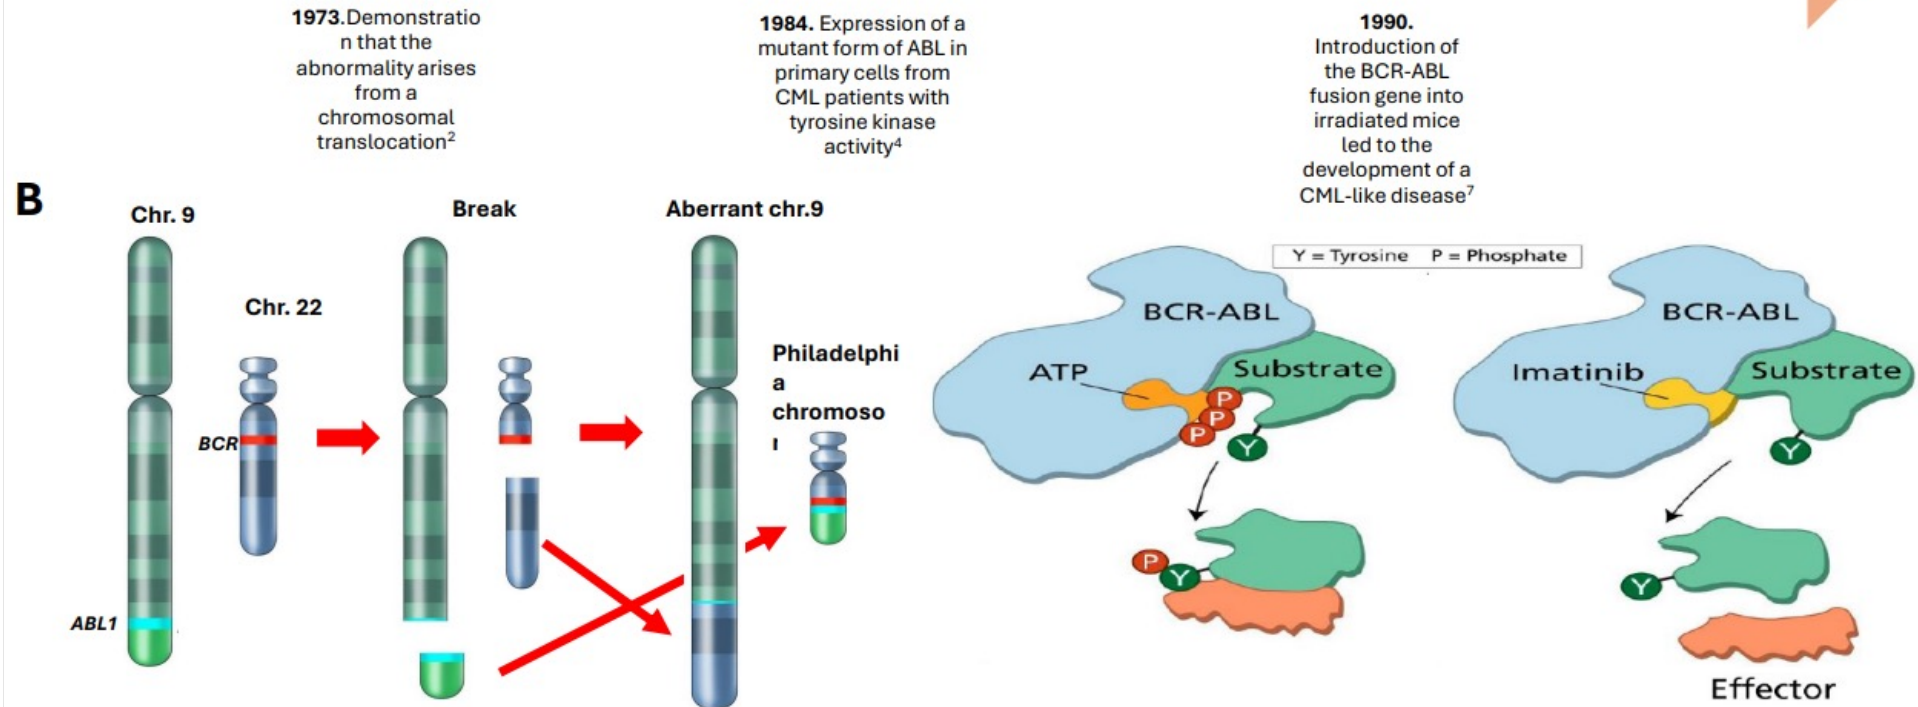 1973.Demonstratio
n that the
abnormality arises
from a
chromosomal
translocation²
1984. Expression of a
mutant form of ABL in
primary cells from
CML patients with
tyrosine kinase
activity⁴
1990.
Introduction of
the BCR-ABL
fusion gene into
irradiated mice
led to the
development of a
CML-like disease⁷
B
Chr. 9
Break
Aberrant chr.9
Chr. 22
Philadelphi
a
chromoso
BCR
ABL1
Y = Tyrosine P = Phosphate
BCR-ABL
ATP
Substrate
P
P
P
Y
P
Y
BCR-ABL
Imatinib
Substrate
Y
Y
Effector